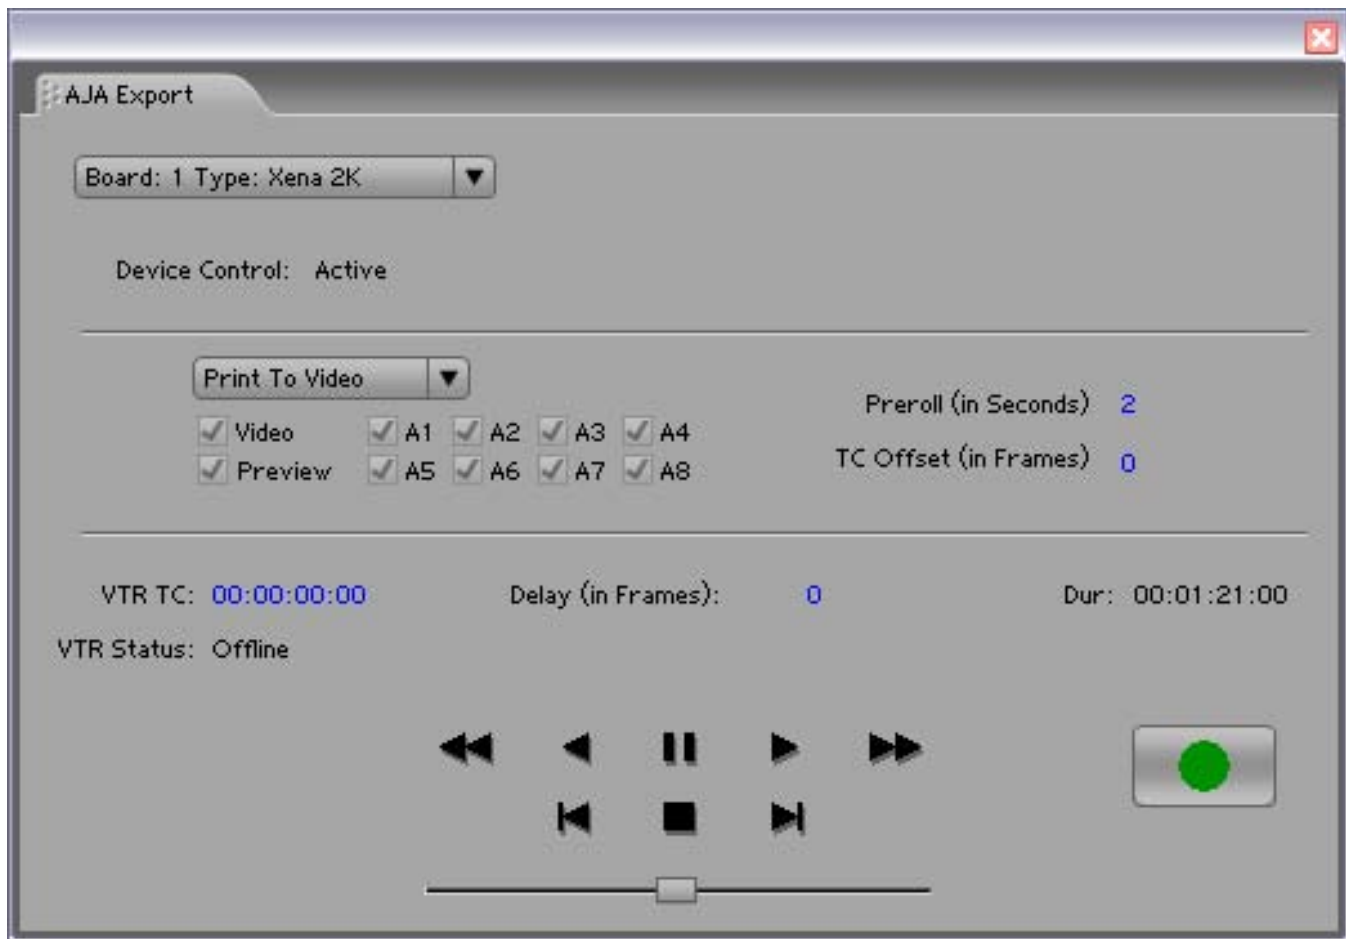 AJA Export
Board: 1 Type: Xena 2K
Device Control: Active
Print To Video
Preroll (in Seconds) 2
Video A1 A2 A3 A4
TC Offset (in Frames) 0
Preview A5 A6 A7 A8
VTR TC: 00:00:00:00 Delay (in Frames): 0 Dur: 00:01:21:00
VTR Status: Offline